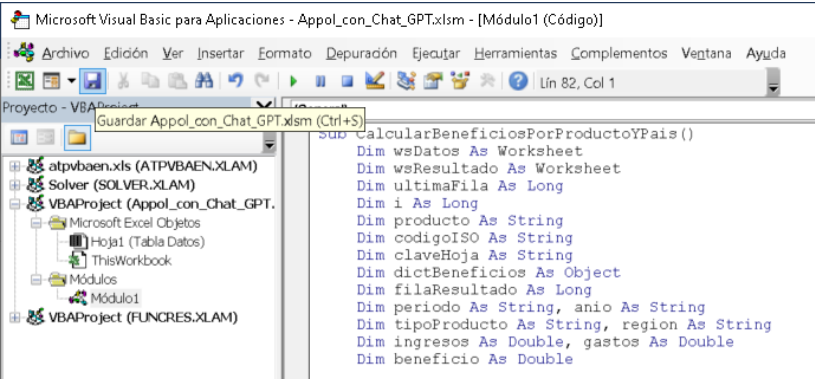 Microsoft Visual Basic para Aplicaciones - Appol_con_Chat_GPT.xlsm - [Módulo1 (Código)]
Archivo Edición Ver Insertar Formato Depuración Ejecutar Herramientas Complementos Ventana Ayuda
Lín 82, Col 1
Proyecto - VBAProject
Guardar Appol_con_Chat_GPT.xlsm (Ctrl+S)
atpvbaen.xls (ATPVBAEN.XLAM)
Solver (SOLVER.XLAM)
VBAProject (Appol_con_Chat_GPT.
Microsoft Excel Objetos
Hoja1 (Tabla Datos)
ThisWorkbook
Módulos
Módulo1
VBAProject (FUNCRES.XLAM)
Sub CalcularBeneficiosPorProductoYPais()
Dim wsDatos As Worksheet
Dim wsResultado As Worksheet
Dim ultimaFila As Long
Dim i As Long
Dim producto As String
Dim codigoISO As String
Dim claveHoja As String
Dim dictBeneficios As Object
Dim filaResultado As Long
Dim periodo As String, anio As String
Dim tipoProducto As String, region As String
Dim ingresos As Double, gastos As Double
Dim beneficio As Double